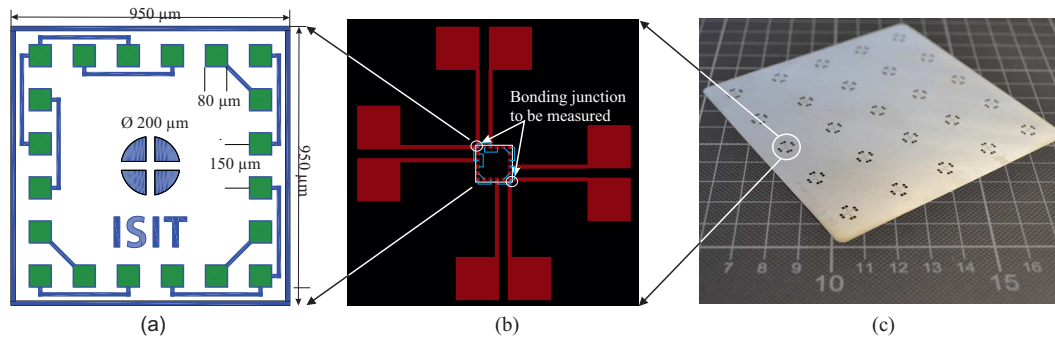 950 µm
80 µm
Ø 200 µm
150 µm
950 µm
ISIT
(a)
Bonding junction
to be measured
(b)
7 8 9 10 11 12 13 14 15 16
(c)